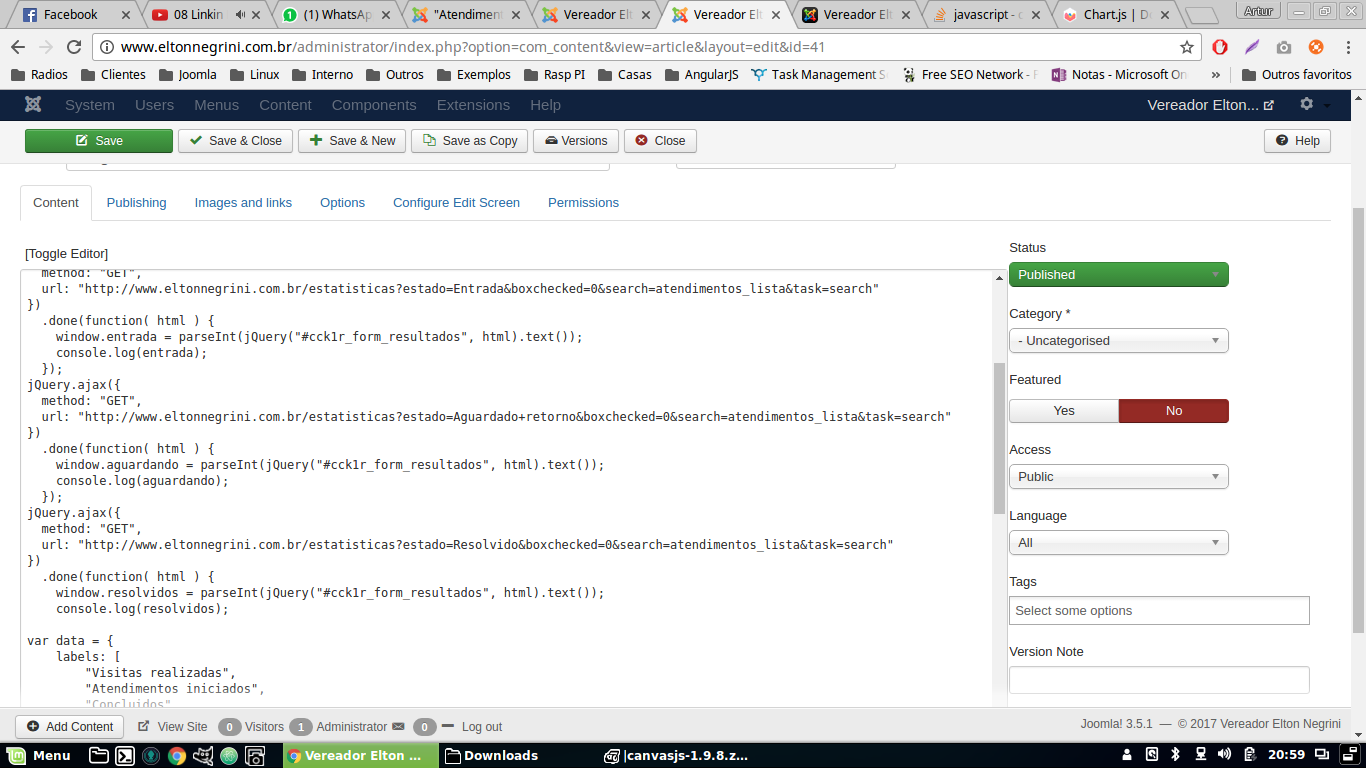 Facebook
08 Linkin
(1) WhatsAp
"Atendimen
Vereador Elt
Vereador Elt
Vereador Elt
javascript - c
Chart.js | Do
Artur
www.eltonnegrini.com.br/administrator/index.php?option=com_content&view=article&layout=edit&id=41
Radios
Clientes
Joomla
Linux
Interno
Outros
Exemplos
Rasp PI
Casas
AngularJS
Task Management S
Free SEO Network - F
Notas - Microsoft On
»
Outros favoritos
System
Users
Menus
Content
Components
Extensions
Help
Vereador Elton...
Save
Save & Close
Save & New
Save as Copy
Versions
Close
Help
Content
Publishing
Images and links
Options
Configure Edit Screen
Permissions
[Toggle Editor]
method: "GET",
url: "http://www.eltonnegrini.com.br/estatisticas?estado=Entrada&boxchecked=0&search=atendimentos_lista&task=search"
})
.done(function( html ) {
window.entrada = parseInt(jQuery("#cck1r_form_resultados", html).text());
console.log(entrada);
});
jQuery.ajax({
method: "GET",
url: "http://www.eltonnegrini.com.br/estatisticas?estado=Aguardado+retorno&boxchecked=0&search=atendimentos_lista&task=search"
})
.done(function( html ) {
window.aguardando = parseInt(jQuery("#cck1r_form_resultados", html).text());
console.log(aguardando);
});
jQuery.ajax({
method: "GET",
url: "http://www.eltonnegrini.com.br/estatisticas?estado=Resolvido&boxchecked=0&search=atendimentos_lista&task=search"
})
.done(function( html ) {
window.resolvidos = parseInt(jQuery("#cck1r_form_resultados", html).text());
console.log(resolvidos);
var data = {
labels: [
"Visitas realizadas",
"Atendimentos iniciados",
"Concluidos"
Status
Published
Category *
- Uncategorised
Featured
Yes
No
Access
Public
Language
All
Tags
Select some options
Version Note
Add Content
View Site
0 Visitors
1 Administrator
0
Log out
Joomla! 3.5.1 — © 2017 Vereador Elton Negrini
Menu
Vereador Elton ...
Downloads
|canvasjs-1.9.8.z...
20:59